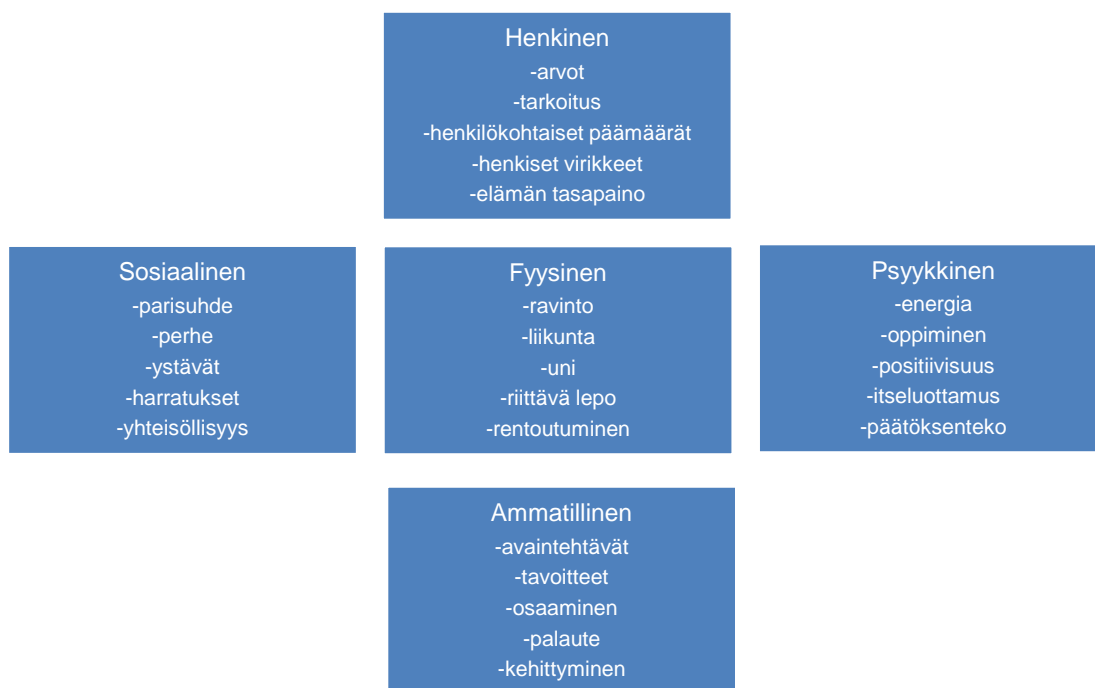 Henkinen
-arvot
-tarkoitus
-henkilökohtaiset päämäärät
-henkiset virikkeet
-elämän tasapaino
Sosiaalinen
-parisuhde
-perhe
-ystävät
-harratukset
-yhteisöllisyys
Fyysinen
-ravinto
-liikunta
-uni
-riittävä lepo
-rentoutuminen
Psyykkinen
-energia
-oppiminen
-positiivisuus
-itseluottamus
-päätöksenteko
Ammatillinen
-avaintehtävät
-tavoitteet
-osaaminen
-palaute
-kehittyminen